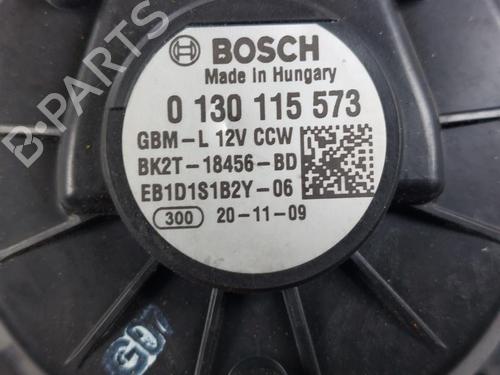 BOSCH
Made in Hungary
0 130 115 573
GBM-L 12V CCW
BK2T-18456-BD
EB1D1S1B2Y-06
300 20-11-09
B-PARTS